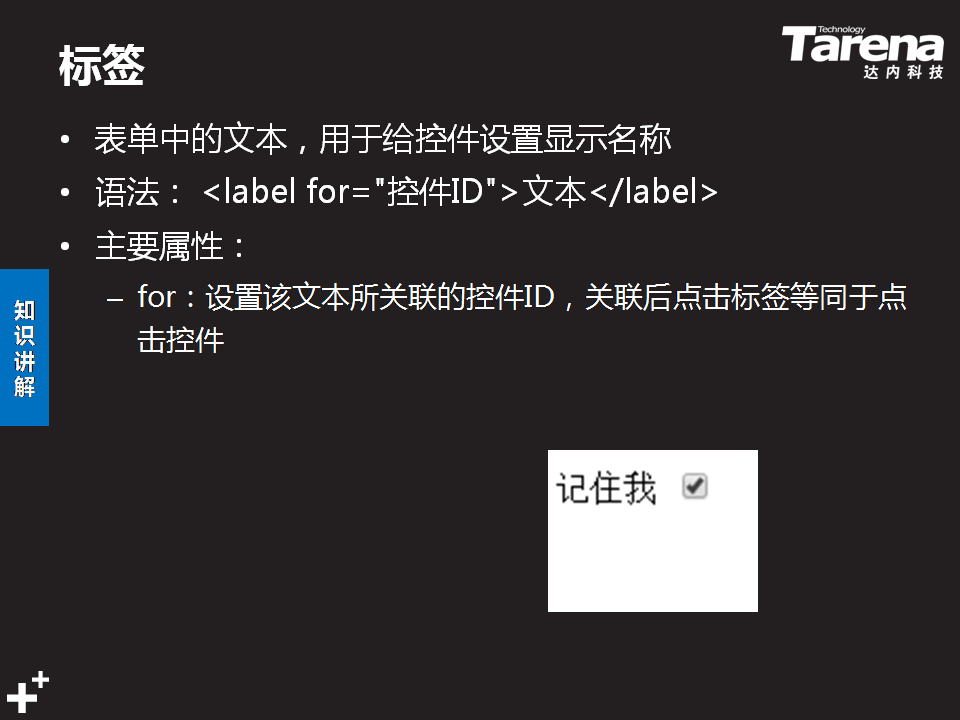 标签
Technology
Tarena
达内科技
• 表单中的文本，用于给控件设置显示名称
• 语法： <label for="控件ID">文本</label>
• 主要属性：
– for：设置该文本所关联的控件ID，关联后点击标签等同于点
击控件
知识讲解
记住我